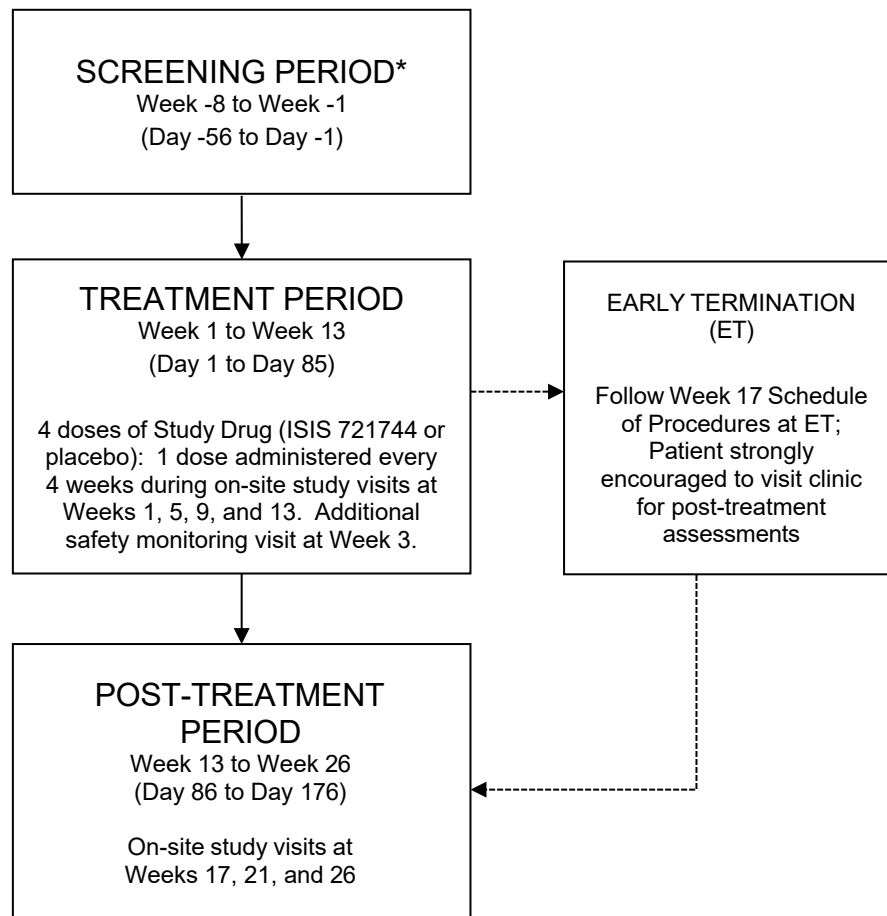 SCREENING PERIOD*
Week -8 to Week -1
(Day -56 to Day -1)
TREATMENT PERIOD
Week 1 to Week 13
(Day 1 to Day 85)
4 doses of Study Drug (ISIS 721744 or
placebo): 1 dose administered every
4 weeks during on-site study visits at
Weeks 1, 5, 9, and 13. Additional
safety monitoring visit at Week 3.
EARLY TERMINATION
(ET)
Follow Week 17 Schedule
of Procedures at ET;
Patient strongly
encouraged to visit clinic
for post-treatment
assessments
POST-TREATMENT
PERIOD
Week 13 to Week 26
(Day 86 to Day 176)
On-site study visits at
Weeks 17, 21, and 26